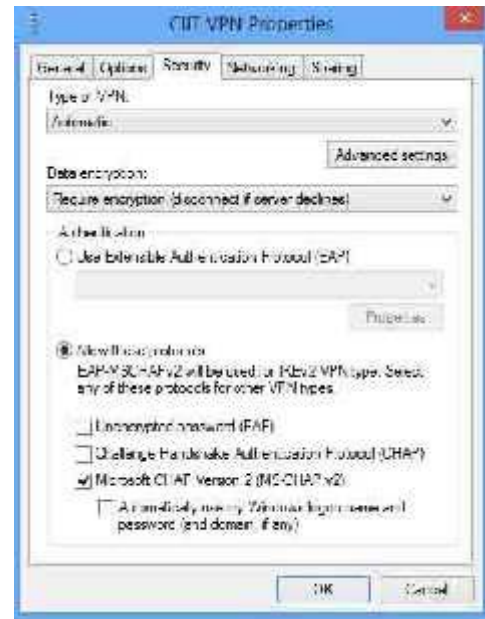 CIIT VPN Properties
General Options Security Networking Sharing
Type of VPN:
Automatic
Advanced settings
Data encryption:
Require encryption (disconnect if server declines)
Authentication
Use Extensible Authentication Protocol (EAP)
Properties
Allow these protocols
EAP-MSCHAPv2 will be used for IKEv2 VPN type. Select
any of these protocols for other VPN types.
Unencrypted password (PAP)
Challenge Handshake Authentication Protocol (CHAP)
Microsoft CHAP Version 2 (MS-CHAP v2)
Automatically use my Windows logon name and
password (and domain, if any)
OK Cancel